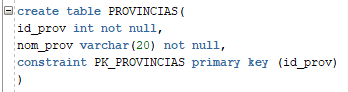 create table PROVINCIAS(
id_prov int not null,
nom_prov varchar(20) not null,
constraint PK_PROVINCIAS primary key (id_prov)
)